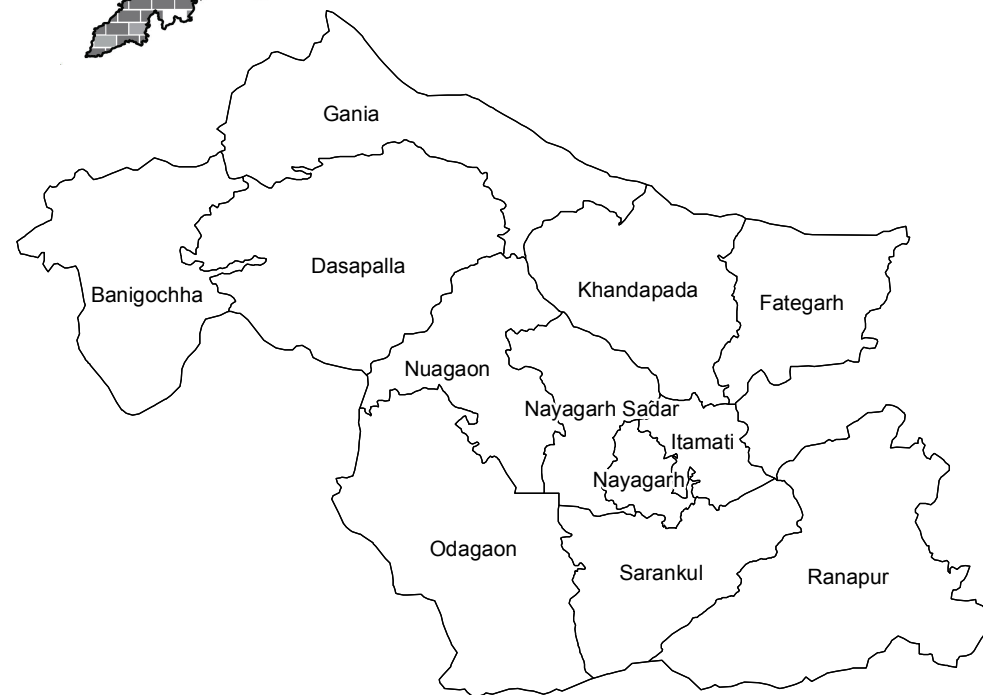 Gania
Dasapalla
Banigochha
Khandapada
Fategarh
Nuagaon
Nayagarh Sadar
Itamati
Nayagarh
Odagaon
Sarankul
Ranapur